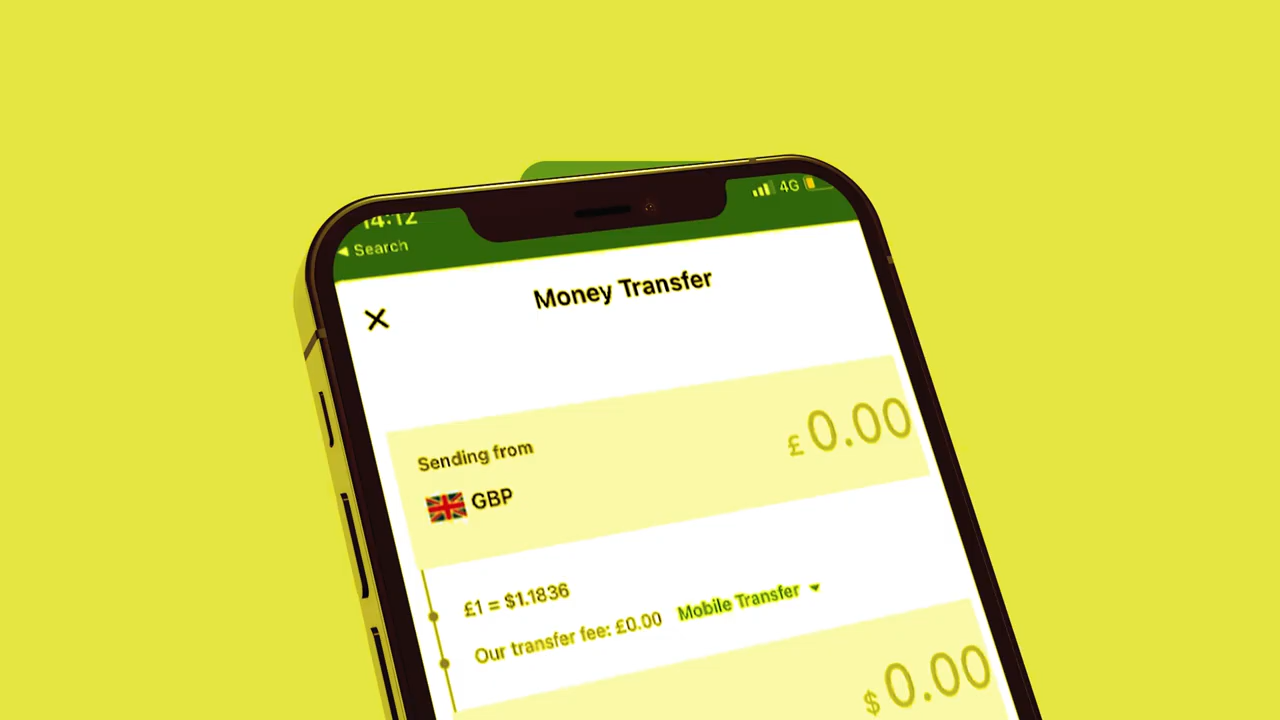 14:12
4G
◀ Search
Money Transfer
Sending from
£0.00
GBP
£1 = $1.1836
Our transfer fee: £0.00 Mobile Transfer
$0.00